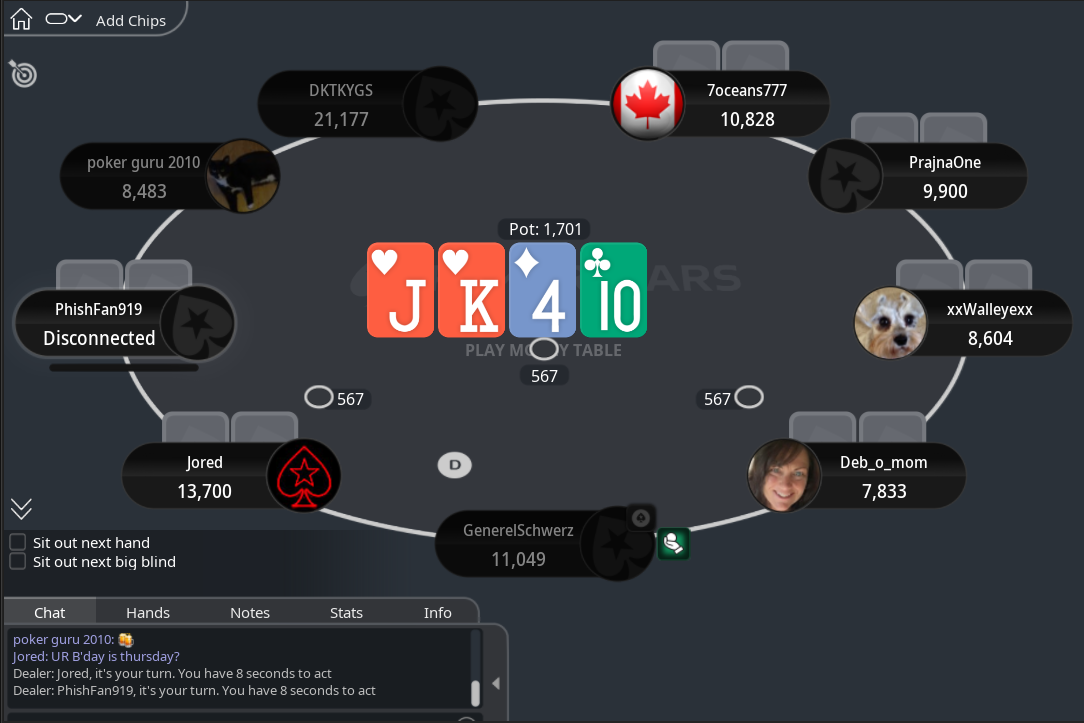 Add Chips
DKTKYGS
21,177
7oceans777
10,828
poker guru 2010
8,483
PrajnaOne
9,900
Pot: 1,701
J K 4 10
PhishFan919
Disconnected
xxWalleyexx
8,604
PLAY MONEY TABLE
567
567
567
Jored
13,700
D
Deb_o_mom
7,833
GenerelSchwerz
11,049
Sit out next hand
Sit out next big blind
Chat Hands Notes Stats Info
poker guru 2010: 🍻
Jored: UR B'day is thursday?
Dealer: Jored, it's your turn. You have 8 seconds to act
Dealer: PhishFan919, it's your turn. You have 8 seconds to act